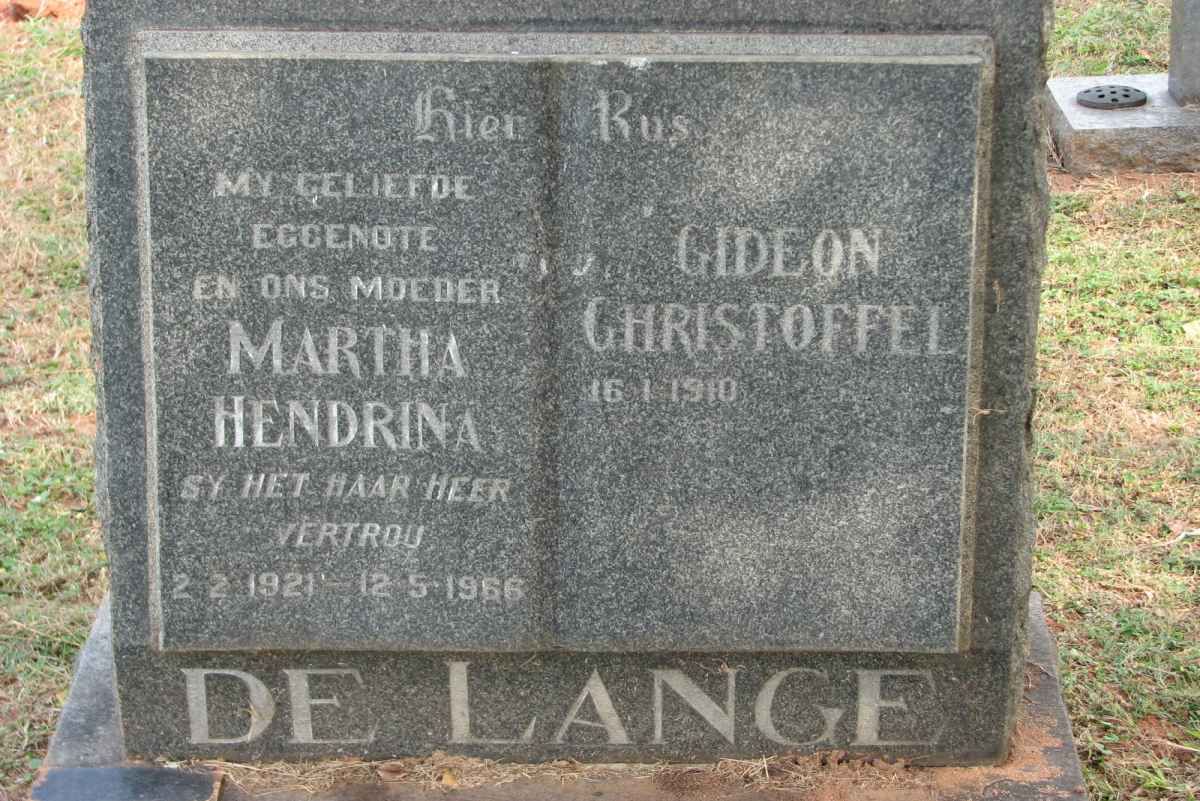 Hier Rus
MY GELIEFDE
EGGENOTE
EN ONS MOEDER
MARTHA
HENDRINA
SY HET HAAR HEER
VERTROU
2-2-1921 - 12-5-1966
GIDEON
CHRISTOFFEL
16-1-1910
DE LANGE